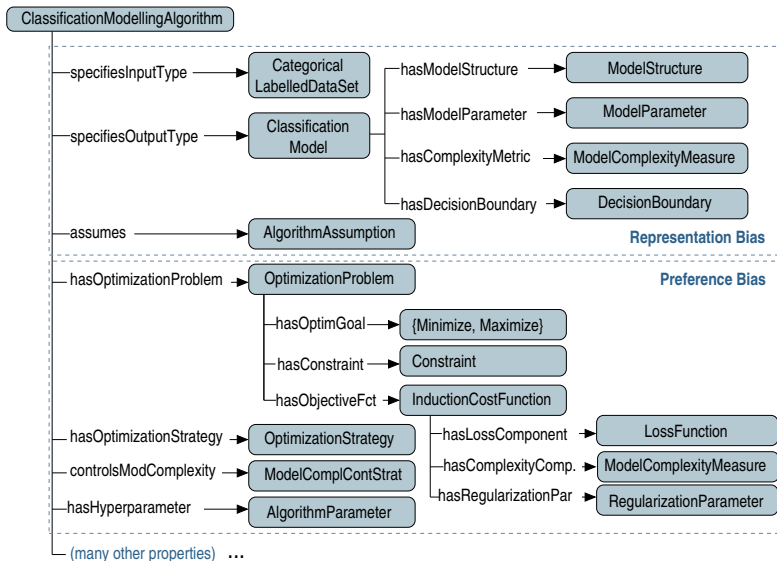 ClassificationModellingAlgorithm
specifiesInputType
Categorical
LabelledDataSet
hasModelStructure
ModelStructure
hasModelParameter
ModelParameter
specifiesOutputType
Classification
Model
hasComplexityMetric
ModelComplexityMeasure
hasDecisionBoundary
DecisionBoundary
assumes
AlgorithmAssumption
Representation Bias
hasOptimizationProblem
OptimizationProblem
Preference Bias
hasOptimGoal
{Minimize, Maximize}
hasConstraint
Constraint
hasObjectiveFct
InductionCostFunction
hasOptimizationStrategy
OptimizationStrategy
hasLossComponent
LossFunction
controlsModComplexity
ModelComplContStrat
hasComplexityComp.
ModelComplexityMeasure
hasRegularizationPar
RegularizationParameter
hasHyperparameter
AlgorithmParameter
(many other properties) ...